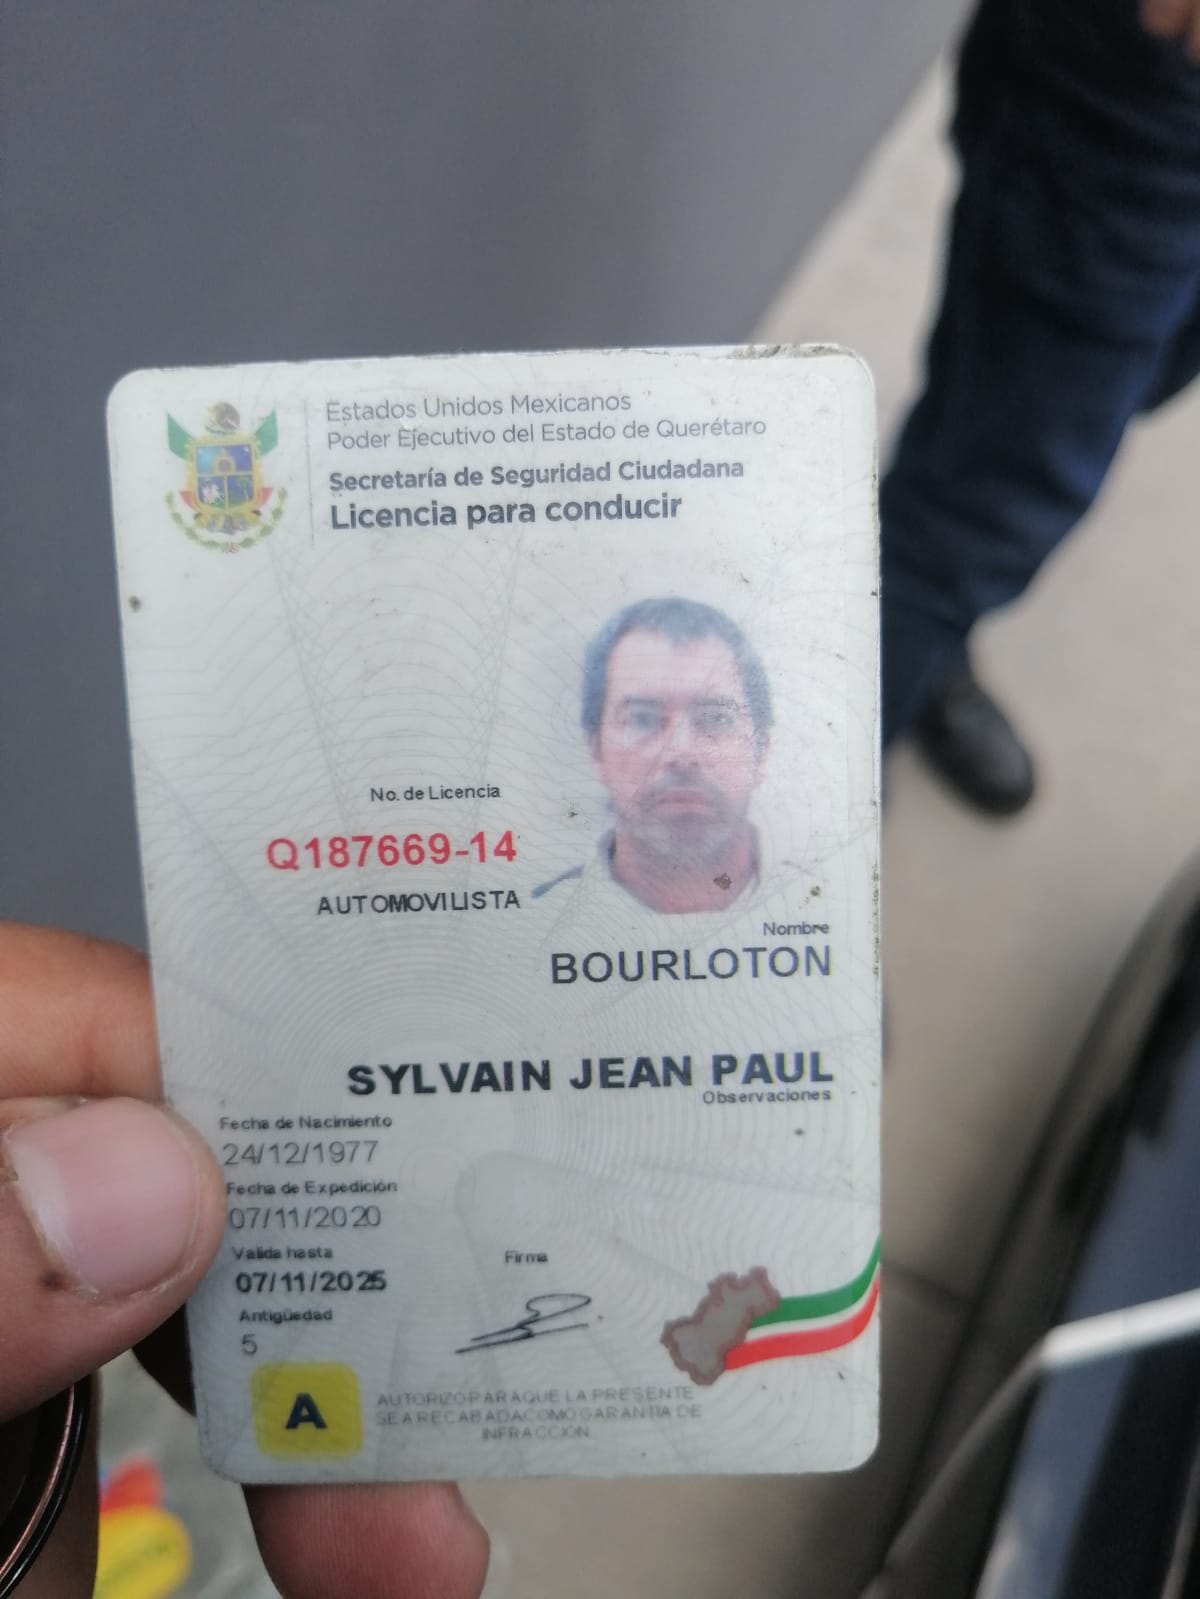 Estados Unidos Mexicanos
Poder Ejecutivo del Estado de Querétaro
Secretaría de Seguridad Ciudadana
Licencia para conducir
No. de Licencia
Q187669-14
AUTOMOVILISTA
Nombre
BOURLOTON
SYLVAIN JEAN PAUL
Observaciones
Fecha de Nacimiento
24/12/1977
Fecha de Expedición
07/11/2020
Valida hasta
07/11/2025
Antigüedad
5
Firma
A
AUTORIZO PARA QUE LA PRESENTE
SEA RECABADA COMO GARANTIA DE
INFRACCION